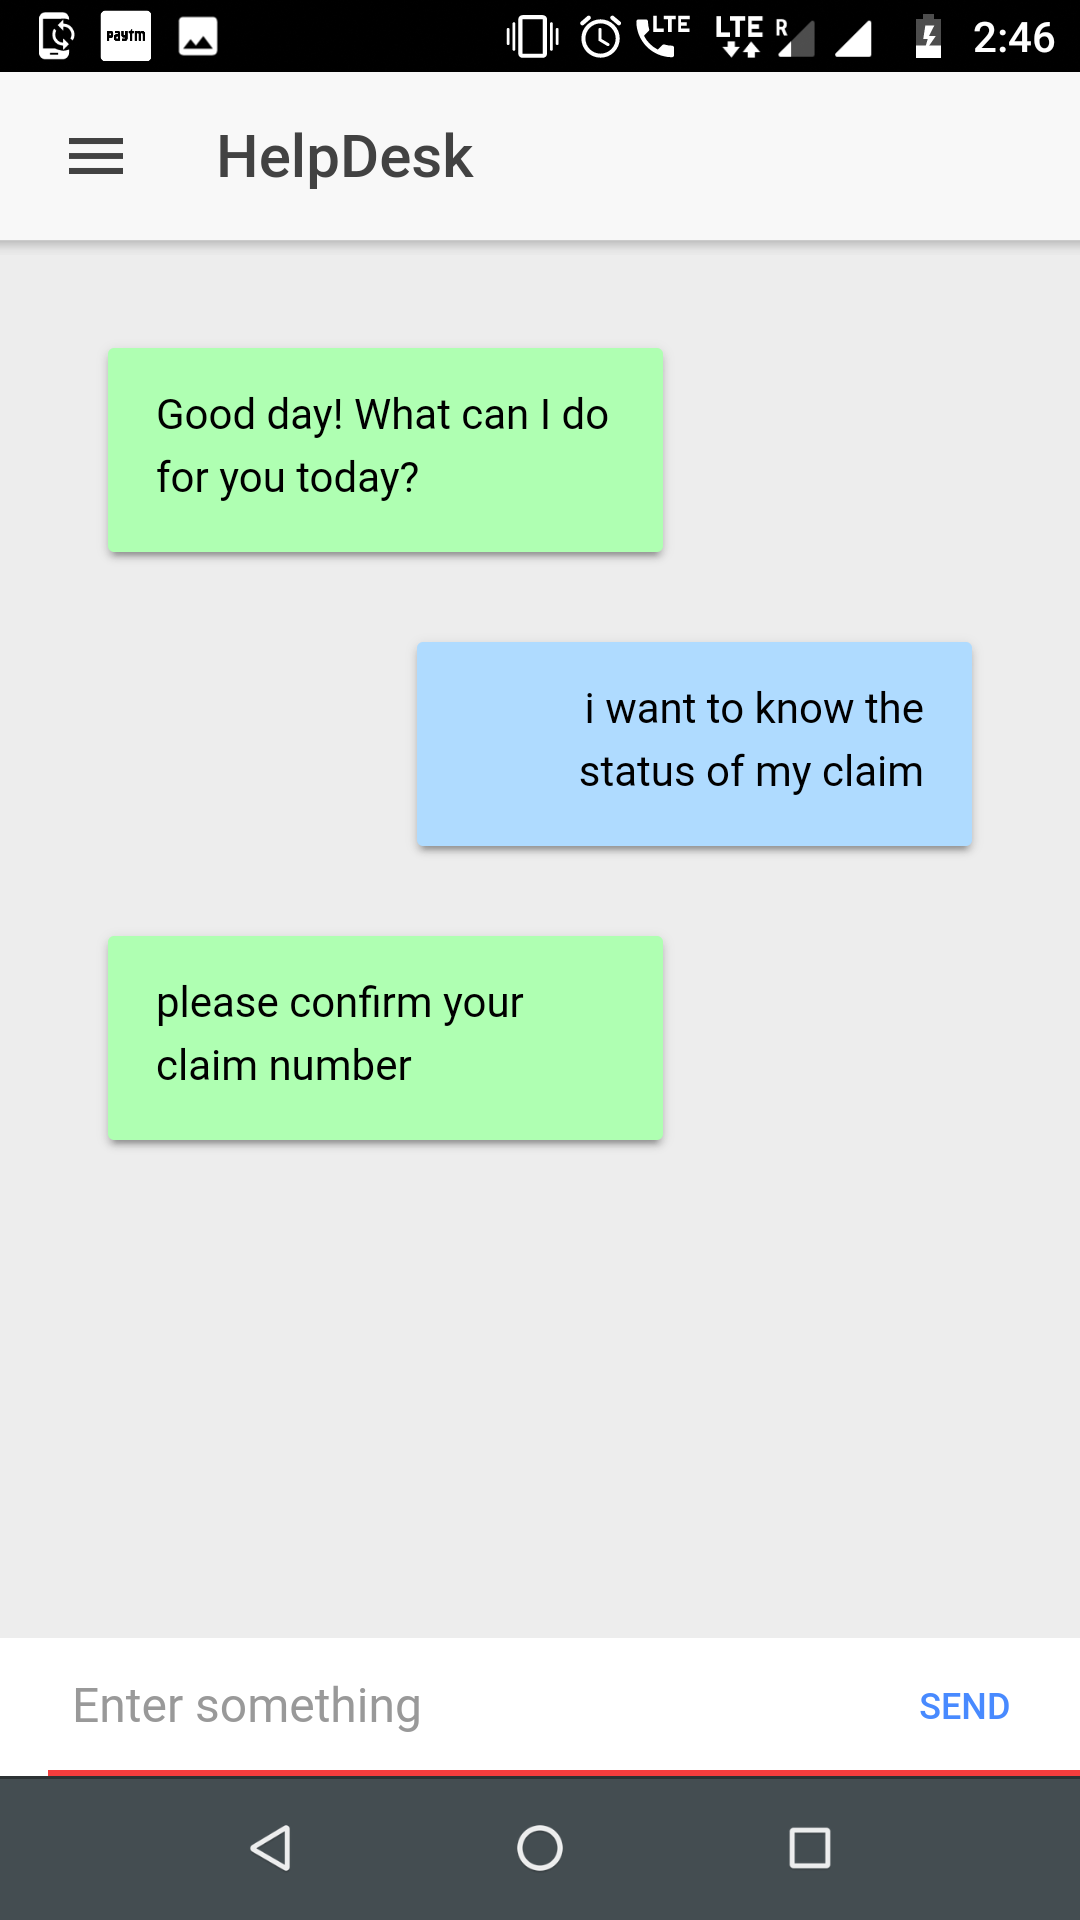 Paytm LTE LTE R 2:46
HelpDesk
Good day! What can I do
for you today?
i want to know the
status of my claim
please confirm your
claim number
Enter something SEND